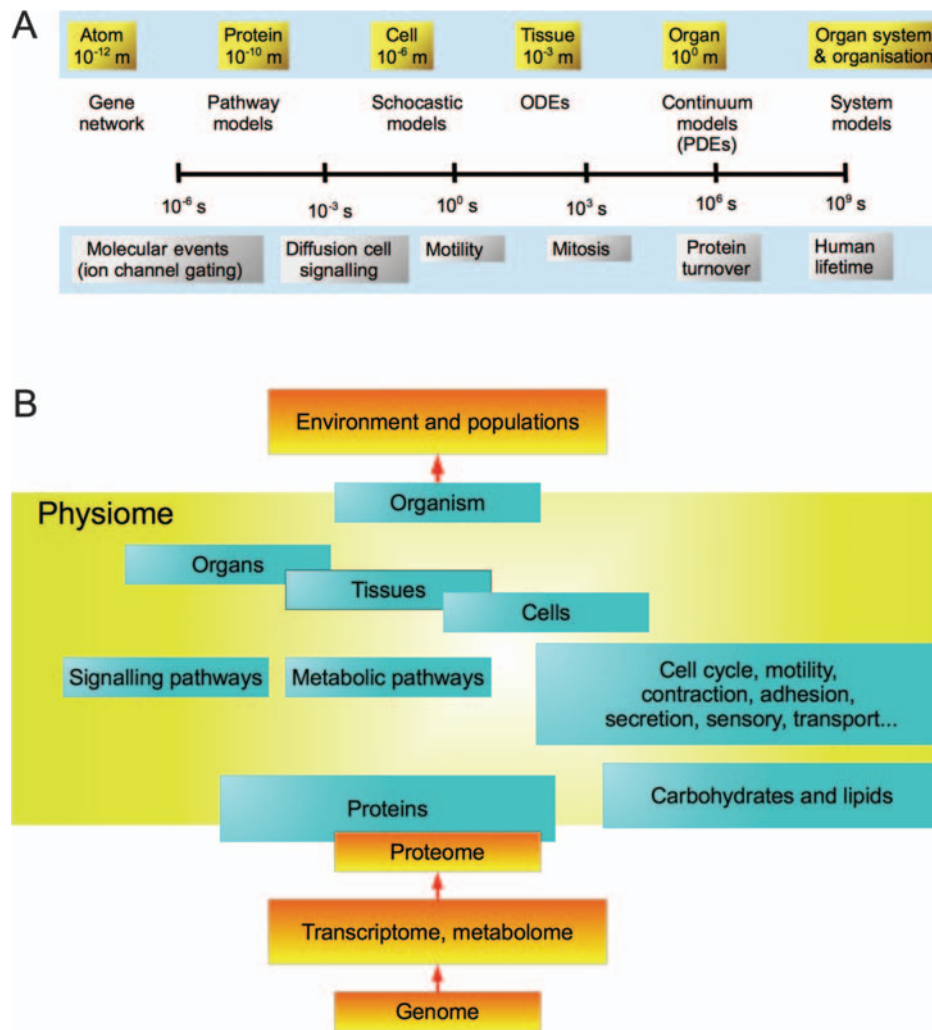 A
Atom
10⁻¹² m
Protein
10⁻¹⁰ m
Cell
10⁻⁶ m
Tissue
10⁻³ m
Organ
10⁰ m
Organ system
& organisation
Gene
network
Pathway
models
Schocastic
models
ODEs
Continuum
models
(PDEs)
System
models
10⁻⁶ s
10⁻³ s
10⁰ s
10³ s
10⁶ s
10⁹ s
Molecular events
(ion channel gating)
Diffusion cell
signalling
Motility
Mitosis
Protein
turnover
Human
lifetime
B
Environment and populations
Organism
Physiome
Organs
Tissues
Cells
Signalling pathways
Metabolic pathways
Cell cycle, motility,
contraction, adhesion,
secretion, sensory, transport...
Proteins
Carbohydrates and lipids
Proteome
Transcriptome, metabolome
Genome